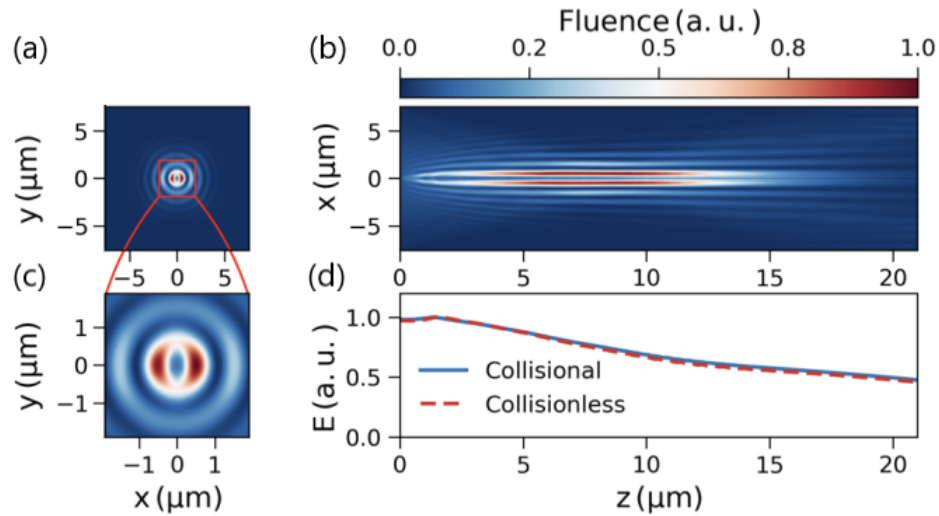 (a)
y (μm)
5
0
−5
−5 0 5
(b)
Fluence (a. u.)
0.0 0.2 0.5 0.8 1.0
x (μm)
5
0
−5
0 5 10 15 20
(c)
y (μm)
1
0
−1
−1 0 1
x (μm)
(d)
E (a. u.)
1.0
0.5
0.0
Collisional
Collisionless
0 5 10 15 20
z (μm)